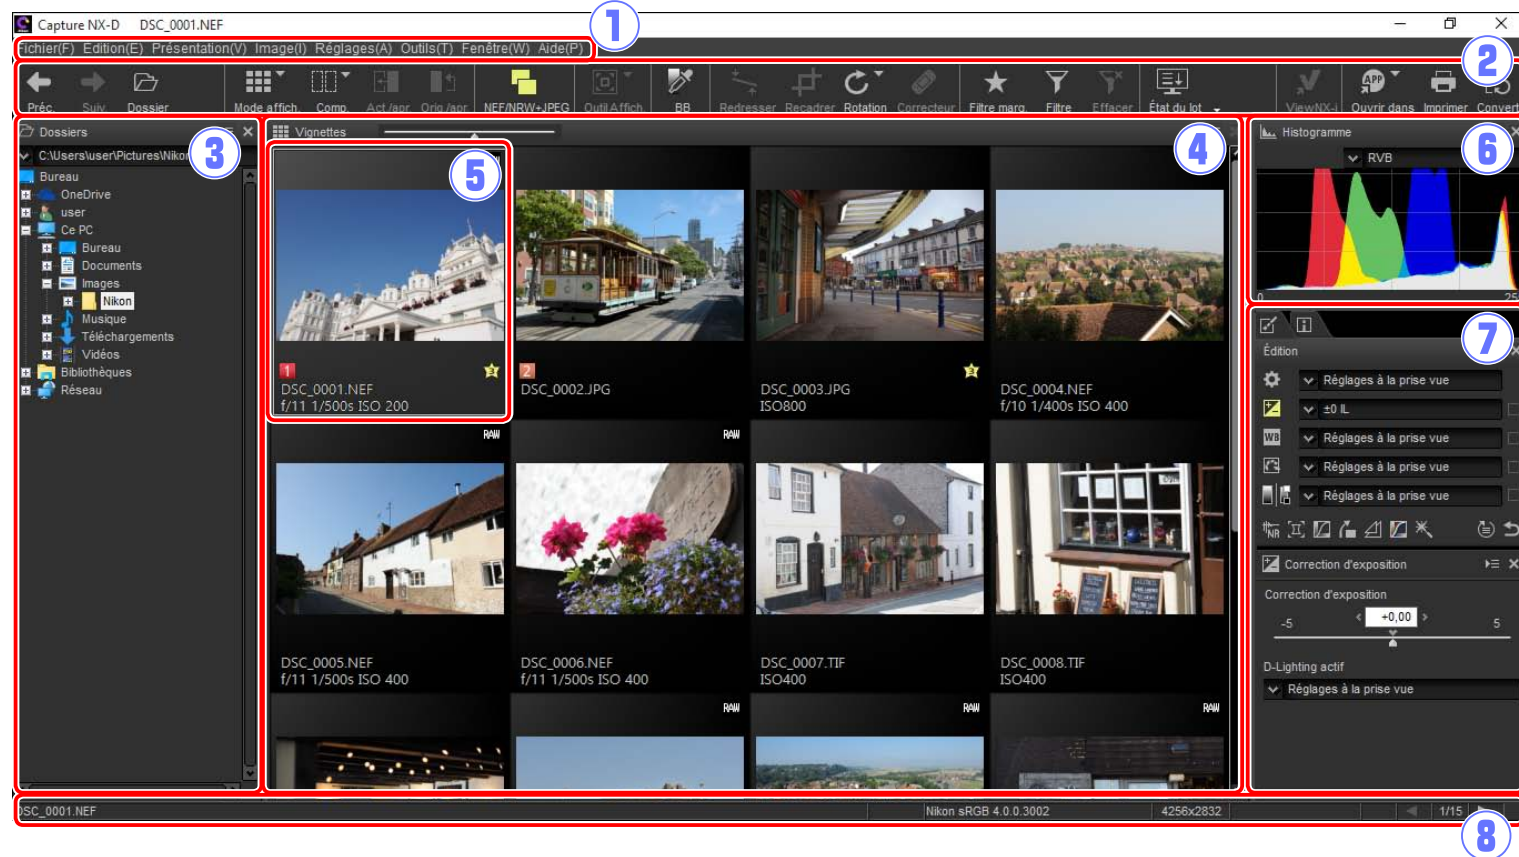 Capture NX-D DSC_0001.NEF
1
Fichier(F) Edition(E) Présentation(V) Image(I) Réglages(A) Outils(T) Fenêtre(W) Aide(P)
2
Préc. Suiv. Dossier Mode affich. Comp. Act./apr. Orig./apr. NEF/NRW+JPEG Outil Affich. BB Redresser Recadrer Rotation Correcteur Filtre marq. Filtre Effacer État du lot ViewNX-i Ouvrir dans Imprimer Convert
Dossiers
3
C:\Users\user\Pictures\Nikon
Bureau
OneDrive
user
Ce PC
Bureau
Documents
Images
Nikon
Musique
Téléchargements
Vidéos
Bibliothèques
Réseau
Vignettes
4
5
1
3
DSC_0001.NEF
f/11 1/500s ISO 200
2
DSC_0002.JPG
3
DSC_0003.JPG
ISO800
DSC_0004.NEF
f/10 1/400s ISO 400
RAW
RAW
DSC_0005.NEF
f/11 1/500s ISO 400
DSC_0006.NEF
f/11 1/500s ISO 400
DSC_0007.TIF
ISO400
DSC_0008.TIF
ISO400
RAW
RAW
RAW
Histogramme
6
RVB
0
7
Édition
Réglages à la prise vue
±0 IL
WB Réglages à la prise vue
Réglages à la prise vue
Réglages à la prise vue
NR
Correction d'exposition
Correction d'exposition
-5 +0,00 5
D-Lighting actif
Réglages à la prise vue
DSC_0001.NEF Nikon sRGB 4.0.0.3002 4256x2832 1/15
8